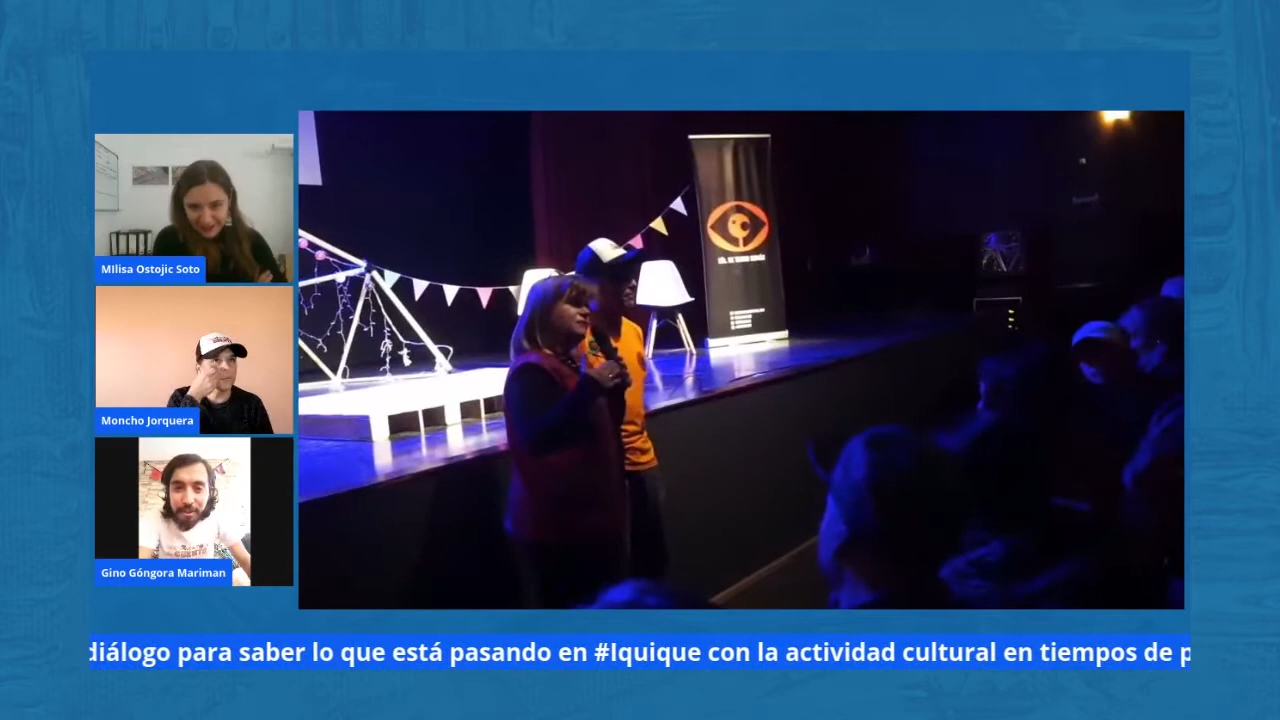 MIlisa Ostojic Soto
Moncho Jorquera
Gino Góngora Mariman
CUENTO
diálogo para saber lo que está pasando en #Iquique con la actividad cultural en tiempos de p